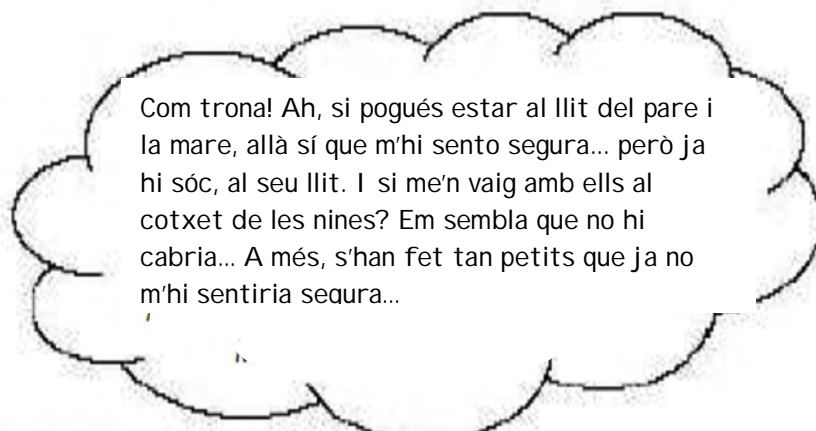 Com trona! Ah, si pogués estar al llit del pare i
la mare, allà sí que m'hi sento segura... però ja
hi sóc, al seu llit. I si me'n vaig amb ells al
cotxet de les nines? Em sembla que no hi
cabria... A més, s'han fet tan petits que ja no
m'hi sentiria segura...